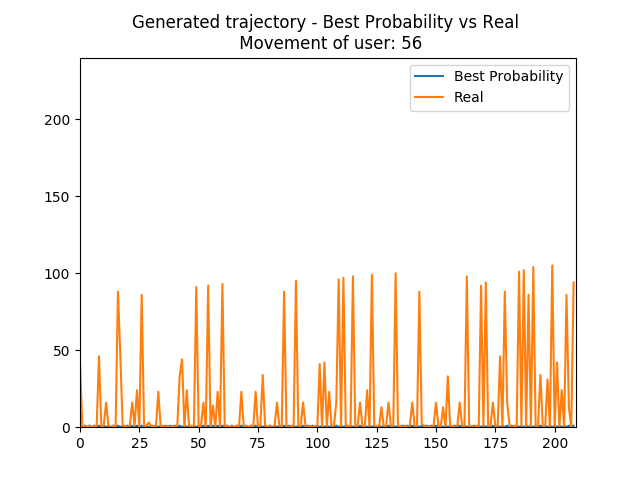 Generated trajectory - Best Probability vs Real
Movement of user: 56
Best Probability
Real
200
150
100
50
0
0 25 50 75 100 125 150 175 200